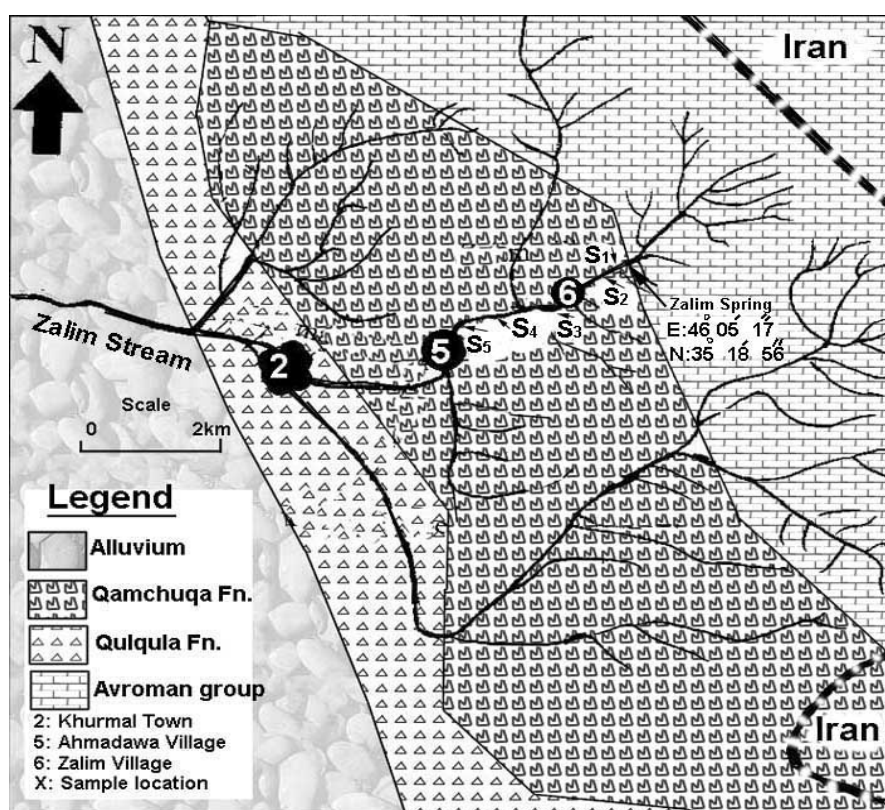 N
Iran
S1
6
S2
Zalim Spring
E:46° 05′ 17″
N:35° 18′ 56″
S3
S4
S5
5
2
Zalim Stream
Scale
0 2km
Legend
Alluvium
Qamchuqa Fn.
Qulqula Fn.
Avroman group
2: Khurmal Town
5: Ahmadawa Village
6: Zalim Village
X: Sample location
Iran